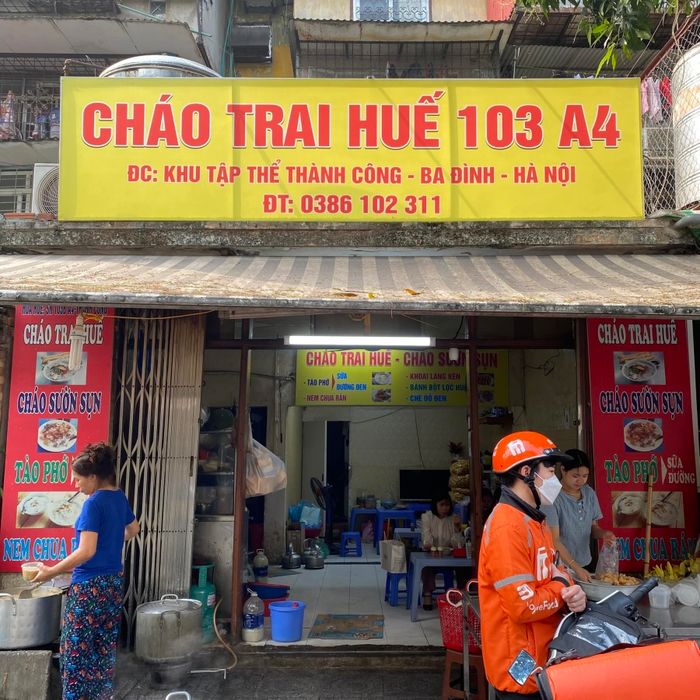 CHÁO TRAI HUẾ 103 A4
ĐC: KHU TẬP THỂ THÀNH CÔNG - BA ĐÌNH - HÀ NỘI
ĐT: 0386 102 311
CHÁO TRAI HUẾ
CHÁO SƯỜN SỤN
TÀO PHỚ
NEM CHUA RÁN
CHÁO TRAI HUẾ - CHÁO SƯỜN SỤN
- TÀO PHỚ
SỮA
ĐƯỜNG ĐEN
NEM CHUA RÁN
- KHOAI LANG KÉN
- BÁNH BỘT LỌC HUẾ
- CHÈ ĐỖ ĐEN
CHÁO TRAI HUẾ
CHÁO SƯỜN SỤN
TÀO PHỚ
SỮA
ĐƯỜNG
NEM CHUA RÁN